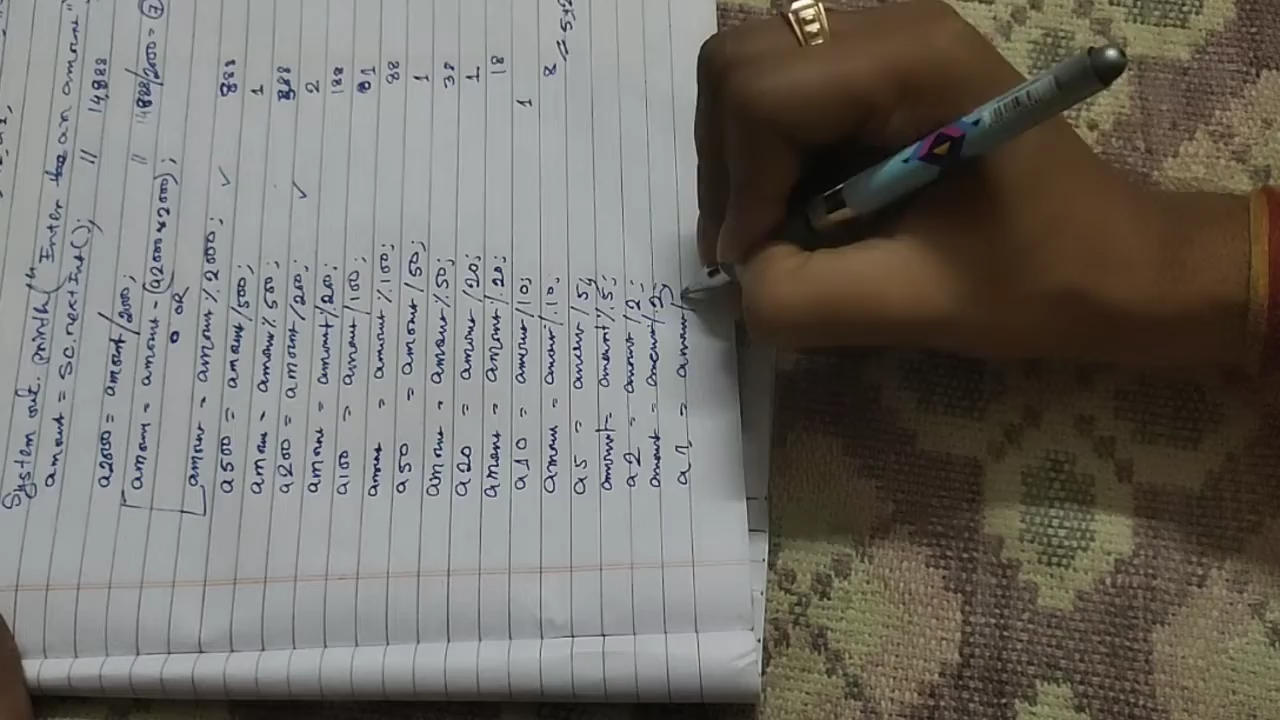 System.out.println("Enter an amount"
amount = sc.nextInt(); // 14,888
a2000 = amount/2000;
amount = amount - (a2000 * 2000); // 14888/2000 = 7
OR
amount = amount % 2000; ✓ 888
a500 = amount/500; 1
amount = amount % 500; 388
a200 = amount/200; ✓ 2
amount = amount % 200; 188
a100 = amount/100; 1
amount = amount % 100; 88
a50 = amount/50; 1
amount = amount % 50; 38
a20 = amount/20; 1
amount = amount % 20; 18
a10 = amount/10; 1
amount = amount % 10; 8
a5 = amount/5;
amount = amount % 5;
a2 = amount/2;
amount = amount % 2;
a1 = amount/